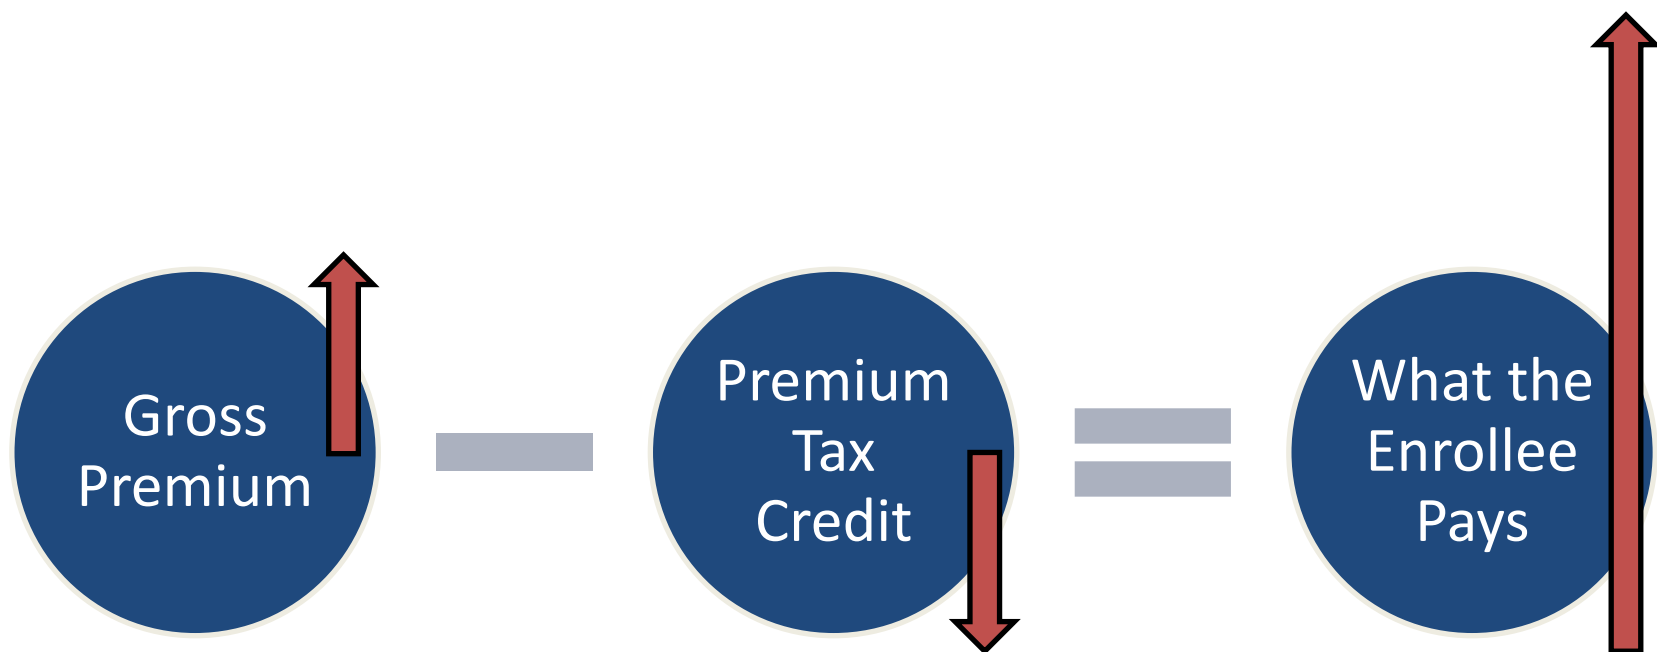 Gross
Premium
Premium
Tax
Credit
What the
Enrollee
Pays